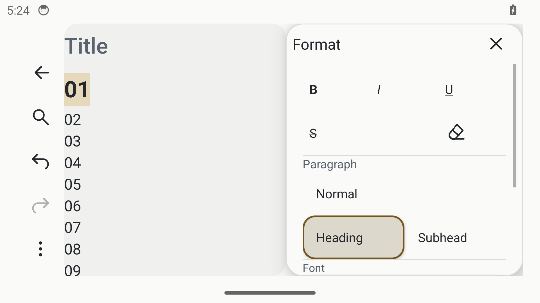 5:24
Title
01
02
03
04
05
06
07
08
09
Format
B
I
U
S
Paragraph
Normal
Heading
Subhead
Font